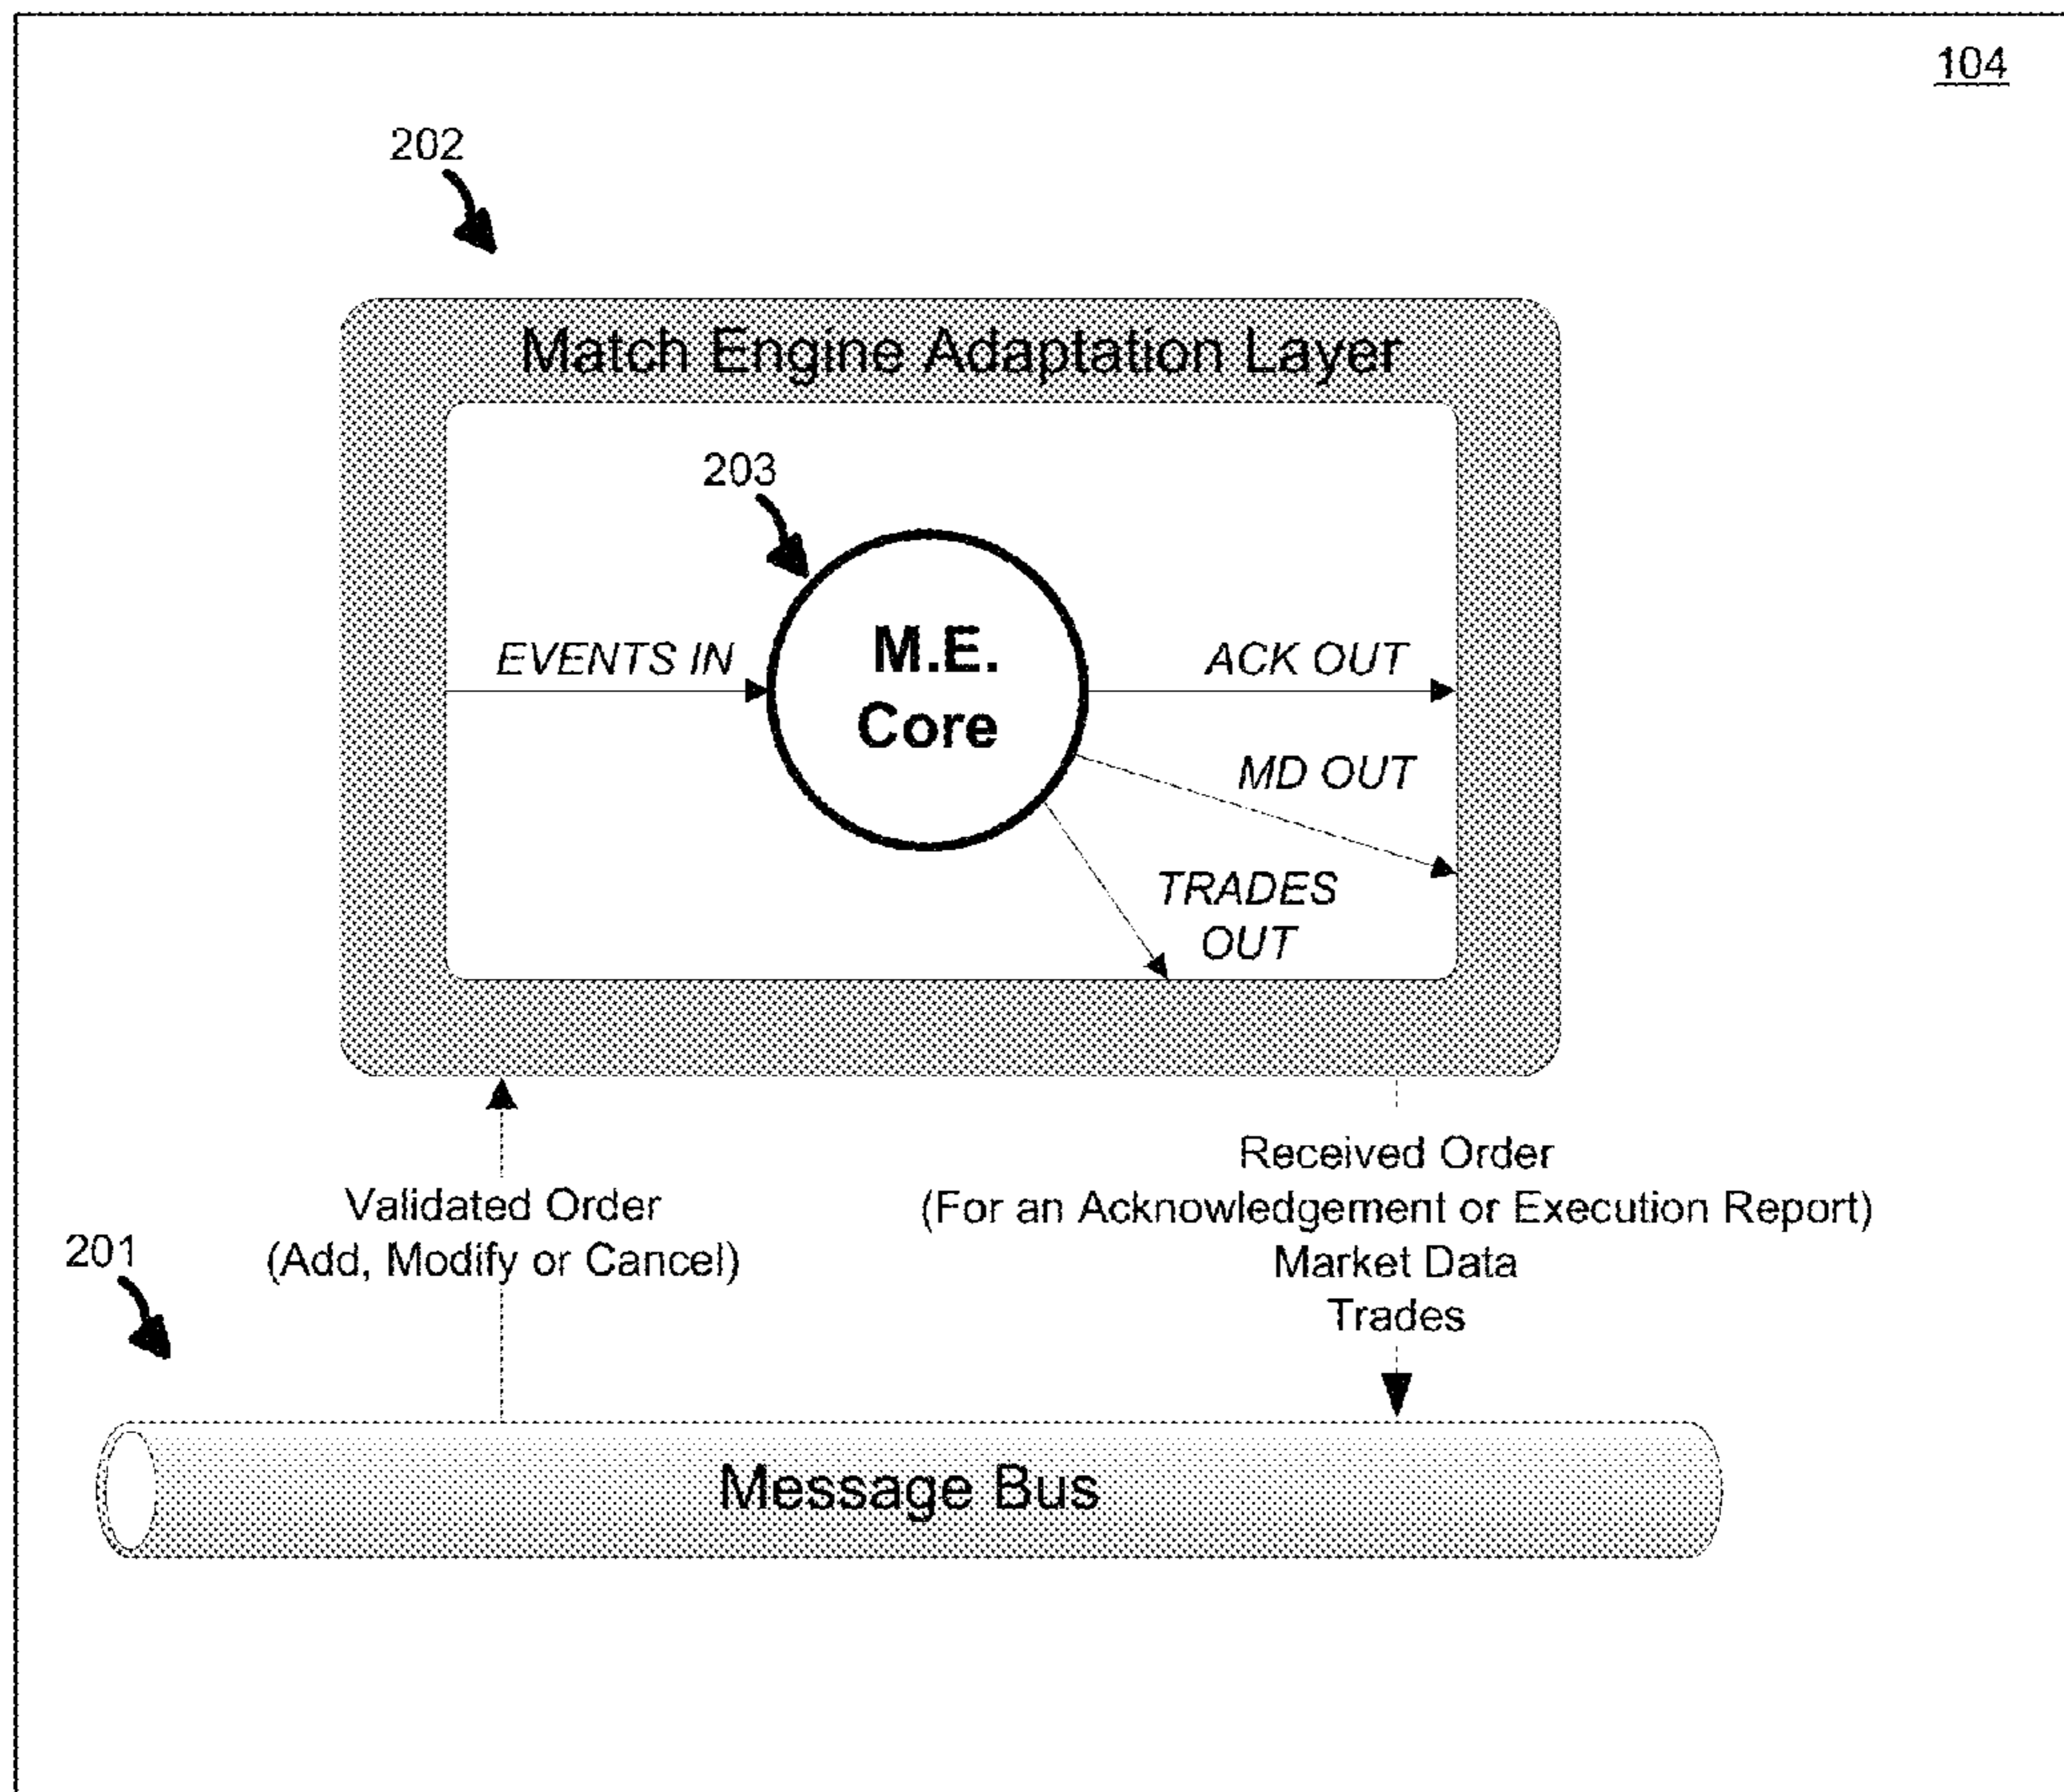 104
202
Match Engine Adaptation Layer
203
EVENTS IN
M.E.
Core
ACK OUT
MD OUT
TRADES
OUT
Validated Order
(Add, Modify or Cancel)
Received Order
(For an Acknowledgement or Execution Report)
Market Data
Trades
201
Message Bus